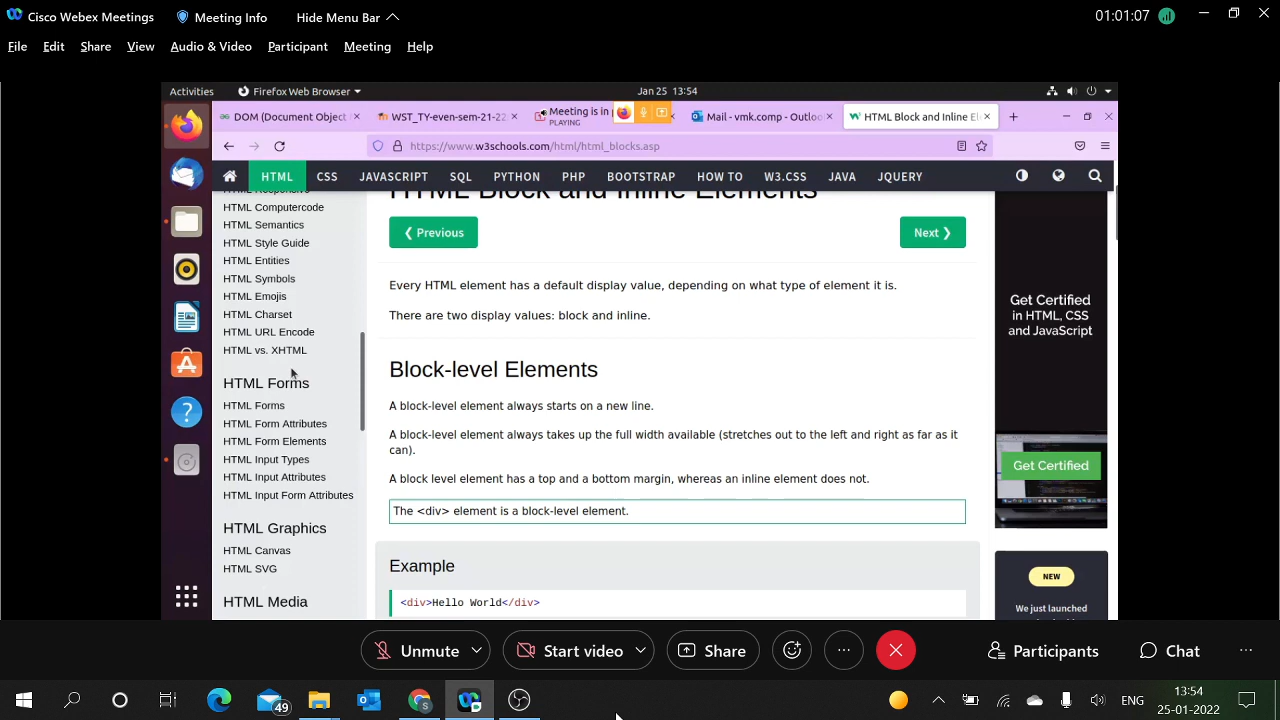 Cisco Webex Meetings
Meeting Info
Hide Menu Bar
01:01:07
File Edit Share View Audio & Video Participant Meeting Help
Activities
Firefox Web Browser
Jan 25 13:54
DOM (Document Object
WST_TY-even-sem-21-22
Meeting is in
PLAYING
Mail - vmk.comp - Outloo
HTML Block and Inline El
https://www.w3schools.com/html/html_blocks.asp
HTML CSS JAVASCRIPT SQL PYTHON PHP BOOTSTRAP HOW TO W3.CSS JAVA JQUERY
HTML Responsive
HTML Computercode
HTML Semantics
HTML Style Guide
HTML Entities
HTML Symbols
HTML Emojis
HTML Charset
HTML URL Encode
HTML vs. XHTML
HTML Forms
HTML Forms
HTML Form Attributes
HTML Form Elements
HTML Input Types
HTML Input Attributes
HTML Input Form Attributes
HTML Graphics
HTML Canvas
HTML SVG
HTML Media
HTML Block and Inline Elements
❮ Previous
Next ❯
Every HTML element has a default display value, depending on what type of element it is.
There are two display values: block and inline.
Block-level Elements
A block-level element always starts on a new line.
A block-level element always takes up the full width available (stretches out to the left and right as far as it
can).
A block level element has a top and a bottom margin, whereas an inline element does not.
The <div> element is a block-level element.
Example
<div>Hello World</div>
Get Certified
in HTML, CSS
and JavaScript
Get Certified
NEW
We just launched
Unmute
Start video
Share
Participants
Chat
49
ENG
13:54
25-01-2022